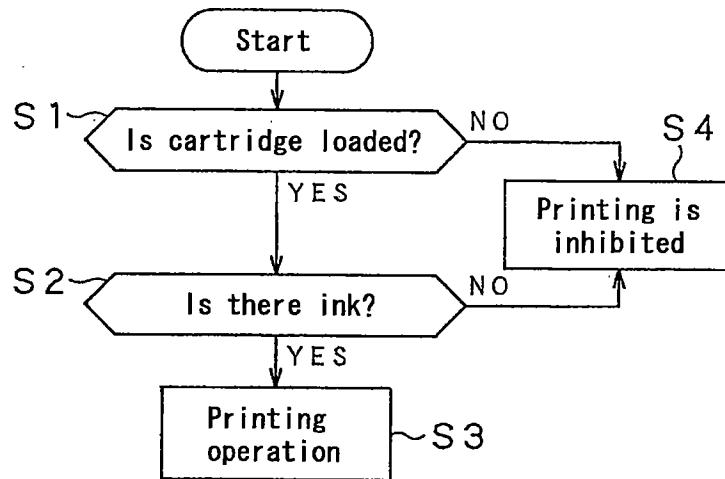 Start
S1
Is cartridge loaded?
NO
S4
YES
Printing is
inhibited
S2
Is there ink?
NO
YES
Printing
operation
S3